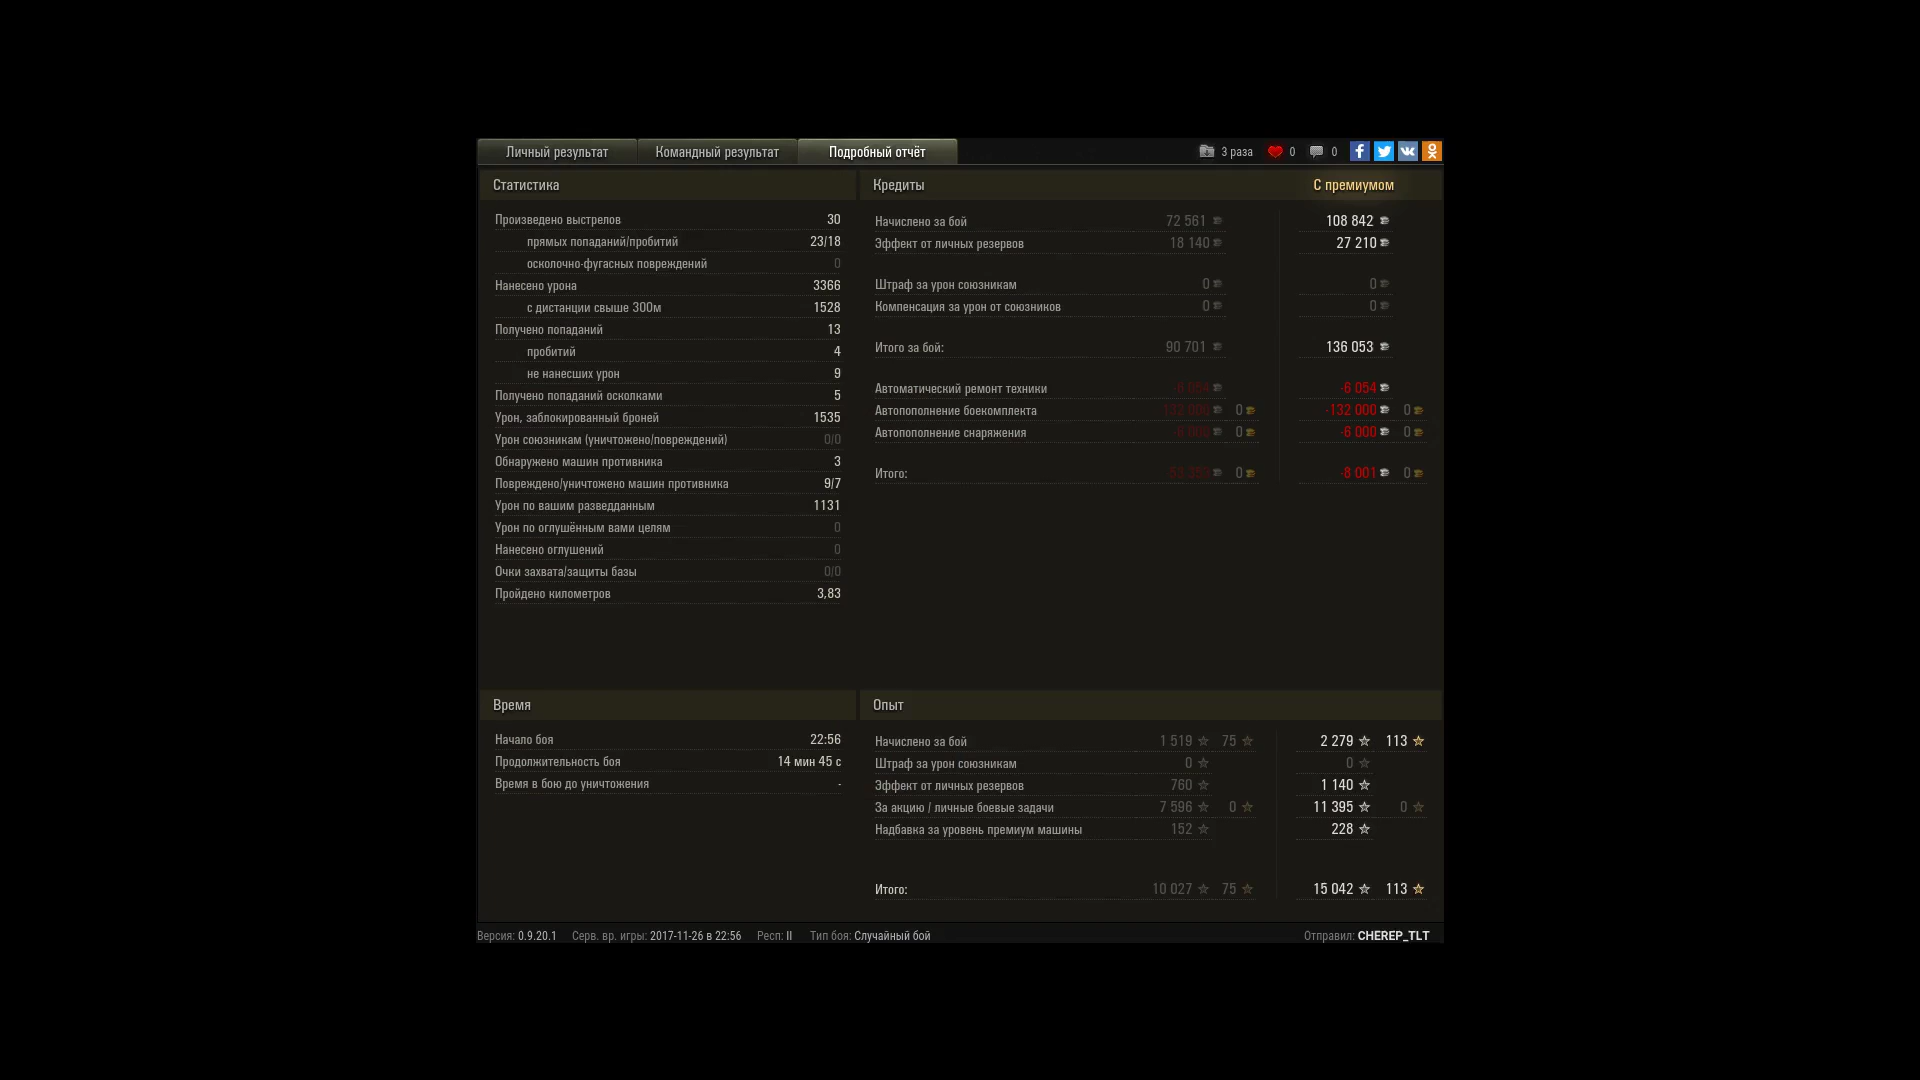 Личный результат Командный результат Подробный отчёт 3 раза 0 0
Статистика
Произведено выстрелов 30
прямых попаданий/пробитий 23/18
осколочно-фугасных повреждений 0
Нанесено урона 3366
с дистанции свыше 300м 1528
Получено попаданий 13
пробитий 4
не нанесших урон 9
Получено попаданий осколками 5
Урон, заблокированный броней 1535
Урон союзникам (уничтожено/повреждений) 0/0
Обнаружено машин противника 3
Повреждено/уничтожено машин противника 9/7
Урон по вашим разведданным 1131
Урон по оглушённым вами целям 0
Нанесено оглушений 0
Очки захвата/защиты базы 0/0
Пройдено километров 3,83
Кредиты С премиумом
Начислено за бой 72 561 108 842
Эффект от личных резервов 18 140 27 210
Штраф за урон союзникам 0 0
Компенсация за урон от союзников 0 0
Итого за бой: 90 701 136 053
Автоматический ремонт техники -6 054 -6 054
Автопополнение боекомплекта -132 000 0 -132 000 0
Автопополнение снаряжения -6 000 0 -6 000 0
Итого: 0 -8 001 0
Время
Начало боя 22:56
Продолжительность боя 14 мин 45 с
Время в бою до уничтожения -
Опыт
Начислено за бой 1 519 75 2 279 113
Штраф за урон союзникам 0 0
Эффект от личных резервов 760 1 140
За акцию / личные боевые задачи 7 596 0 11 395 0
Надбавка за уровень премиум машины 152 228
Итого: 10 027 75 15 042 113
Версия: 0.9.20.1 Серв. вр. игры: 2017-11-26 в 22:56 Респ: II Тип боя: Случайный бой Отправил: CHEREP_TLT